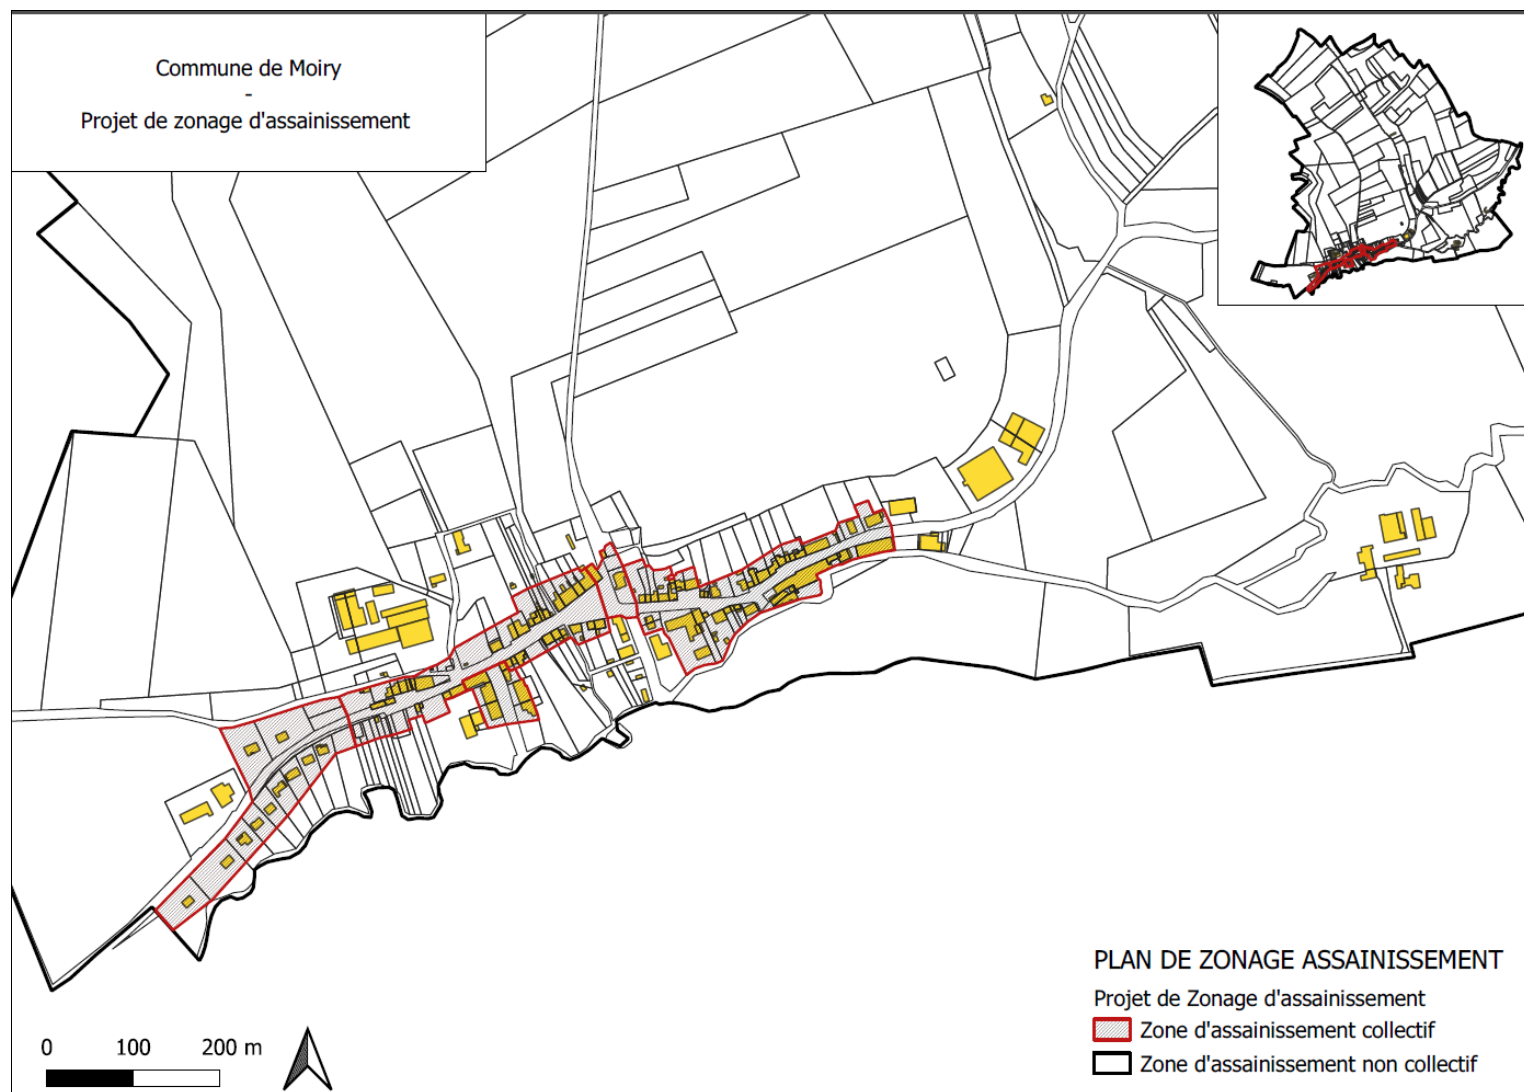 Commune de Moiry
-
Projet de zonage d'assainissement
PLAN DE ZONAGE ASSAINISSEMENT
Projet de Zonage d'assainissement
Zone d'assainissement collectif
Zone d'assainissement non collectif
0 100 200 m